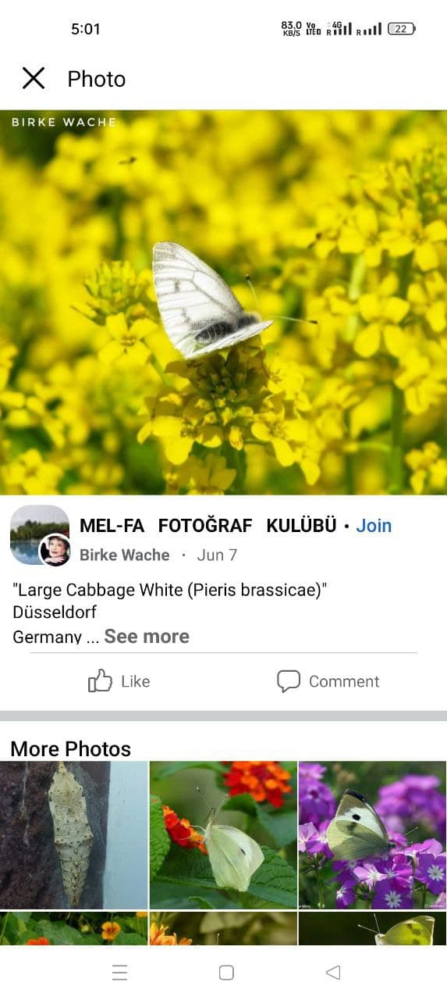 5:01
83.0 KB/S Vo LTED R 4G R 22
Photo
BIRKE WACHE
MEL-FA FOTOĞRAF KULÜBÜ · Join
Birke Wache · Jun 7
"Large Cabbage White (Pieris brassicae)"
Düsseldorf
Germany ... See more
Like
Comment
More Photos